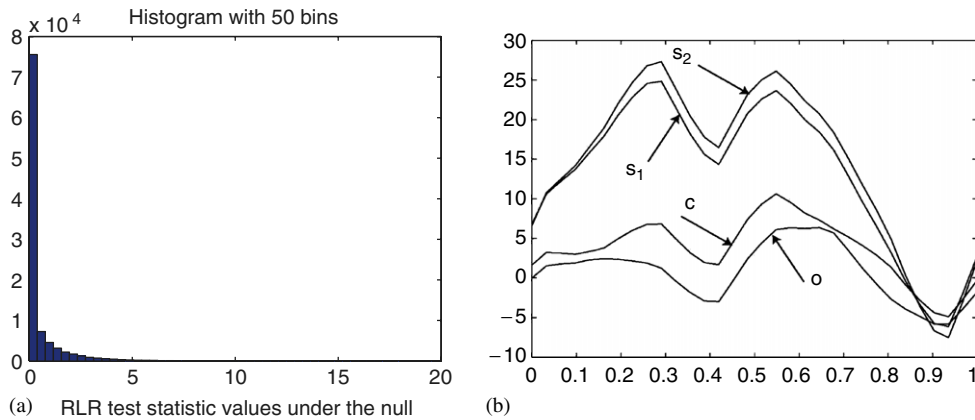 Histogram with 50 bins
x 10⁴
8
7
6
5
4
3
2
1
0
0 5 10 15 20
(a) RLR test statistic values under the null
30
25
20
15
10
5
0
−5
−10
s₂
s₁
c
o
0 0.1 0.2 0.3 0.4 0.5 0.6 0.7 0.8 0.9 1
(b)